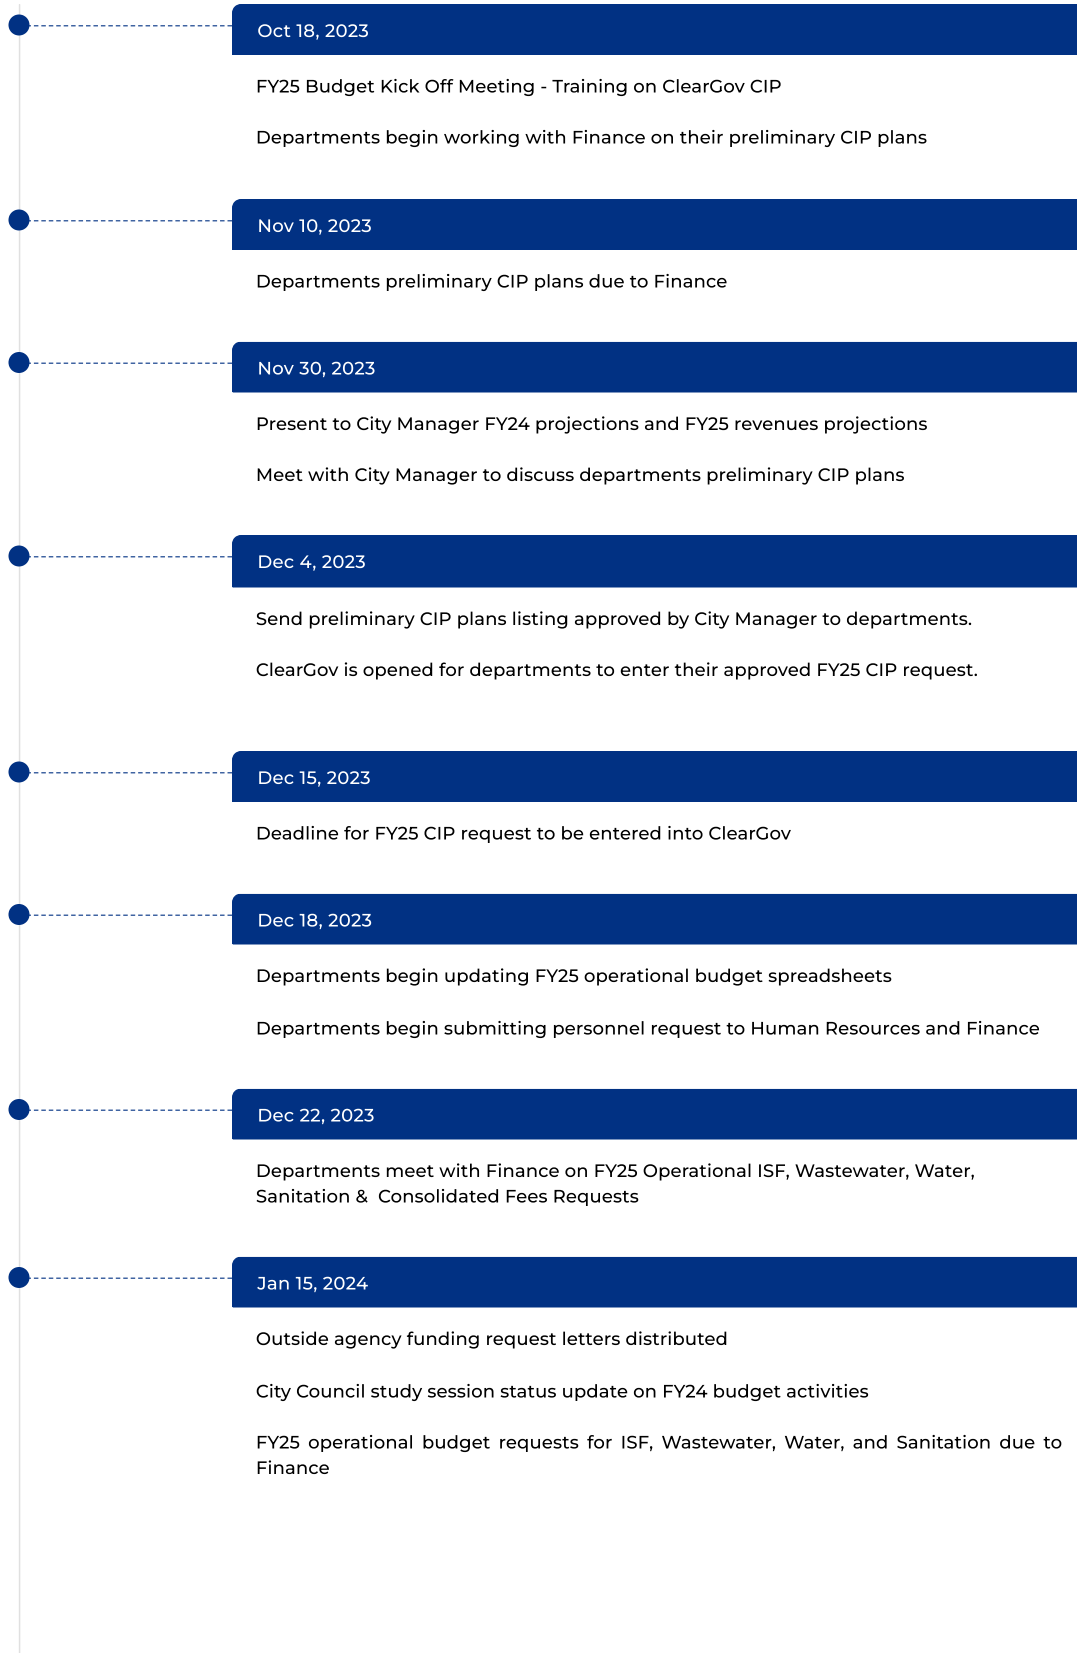 Oct 18, 2023
FY25 Budget Kick Off Meeting - Training on ClearGov CIP
Departments begin working with Finance on their preliminary CIP plans
Nov 10, 2023
Departments preliminary CIP plans due to Finance
Nov 30, 2023
Present to City Manager FY24 projections and FY25 revenues projections
Meet with City Manager to discuss departments preliminary CIP plans
Dec 4, 2023
Send preliminary CIP plans listing approved by City Manager to departments.
ClearGov is opened for departments to enter their approved FY25 CIP request.
Dec 15, 2023
Deadline for FY25 CIP request to be entered into ClearGov
Dec 18, 2023
Departments begin updating FY25 operational budget spreadsheets
Departments begin submitting personnel request to Human Resources and Finance
Dec 22, 2023
Departments meet with Finance on FY25 Operational ISF, Wastewater, Water,
Sanitation &  Consolidated Fees Requests
Jan 15, 2024
Outside agency funding request letters distributed
City Council study session status update on FY24 budget activities
FY25 operational budget requests for ISF, Wastewater, Water, and Sanitation due to
Finance